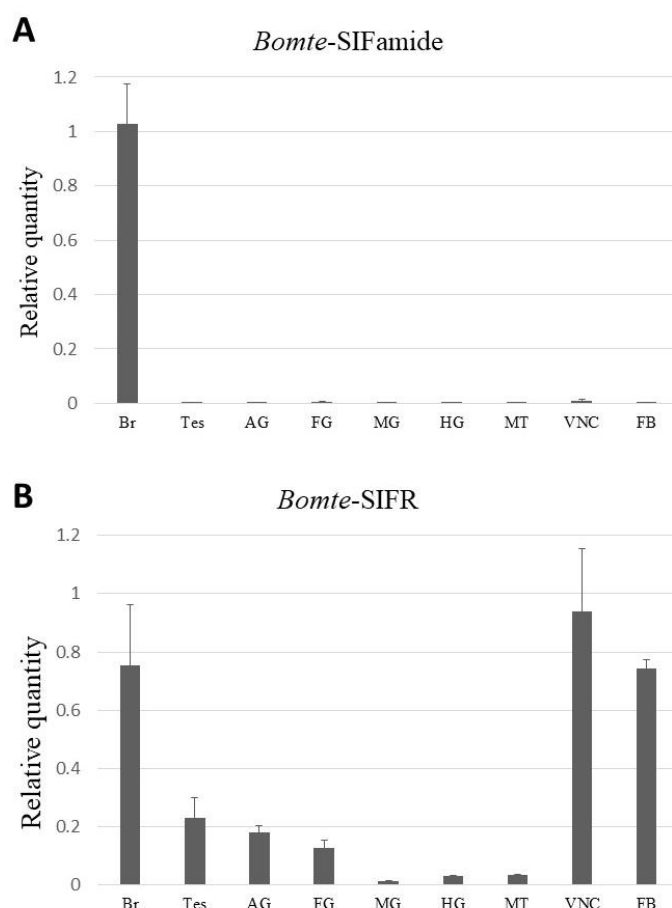 A
Bomte-SIFamide
Relative quantity
1.2
1
0.8
0.6
0.4
0.2
0
Br Tes AG FG MG HG MT VNC FB
B
Bomte-SIFR
Relative quantity
1.2
1
0.8
0.6
0.4
0.2
0
Br Tes AG FG MG HG MT VNC FB